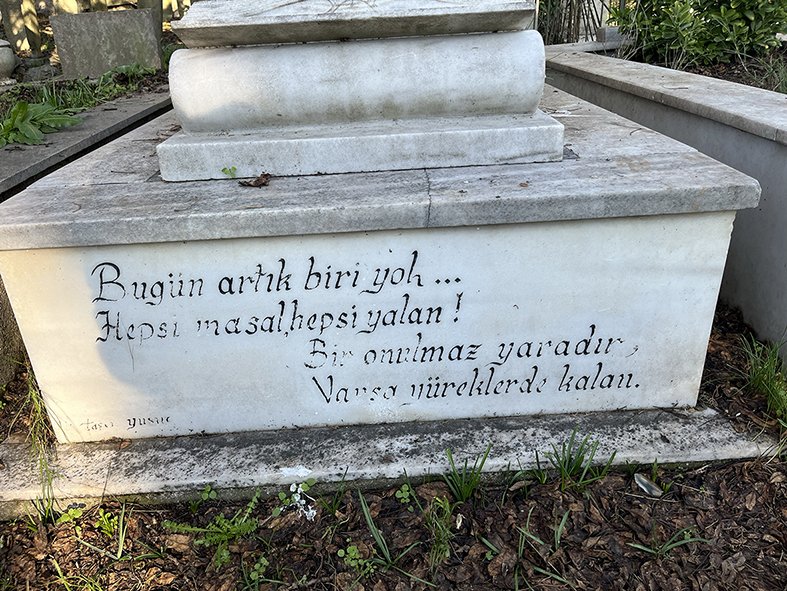 Bugün artık biri yok ...
Hepsi masal, hepsi yalan !
Bir onulmaz yaradır,
Varsa yüreklerde kalan.